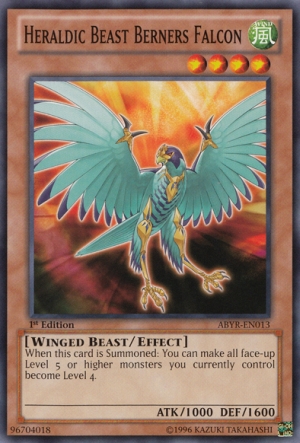 HERALDIC BEAST BERNERS FALCON
WIND
風
1st Edition
ABYR-EN013
[WINGED BEAST/EFFECT]
When this card is Summoned: You can make all face-up
Level 5 or higher monsters you currently control
become Level 4.
ATK/1000 DEF/1600
96704018
©1996 KAZUKI TAKAHASHI